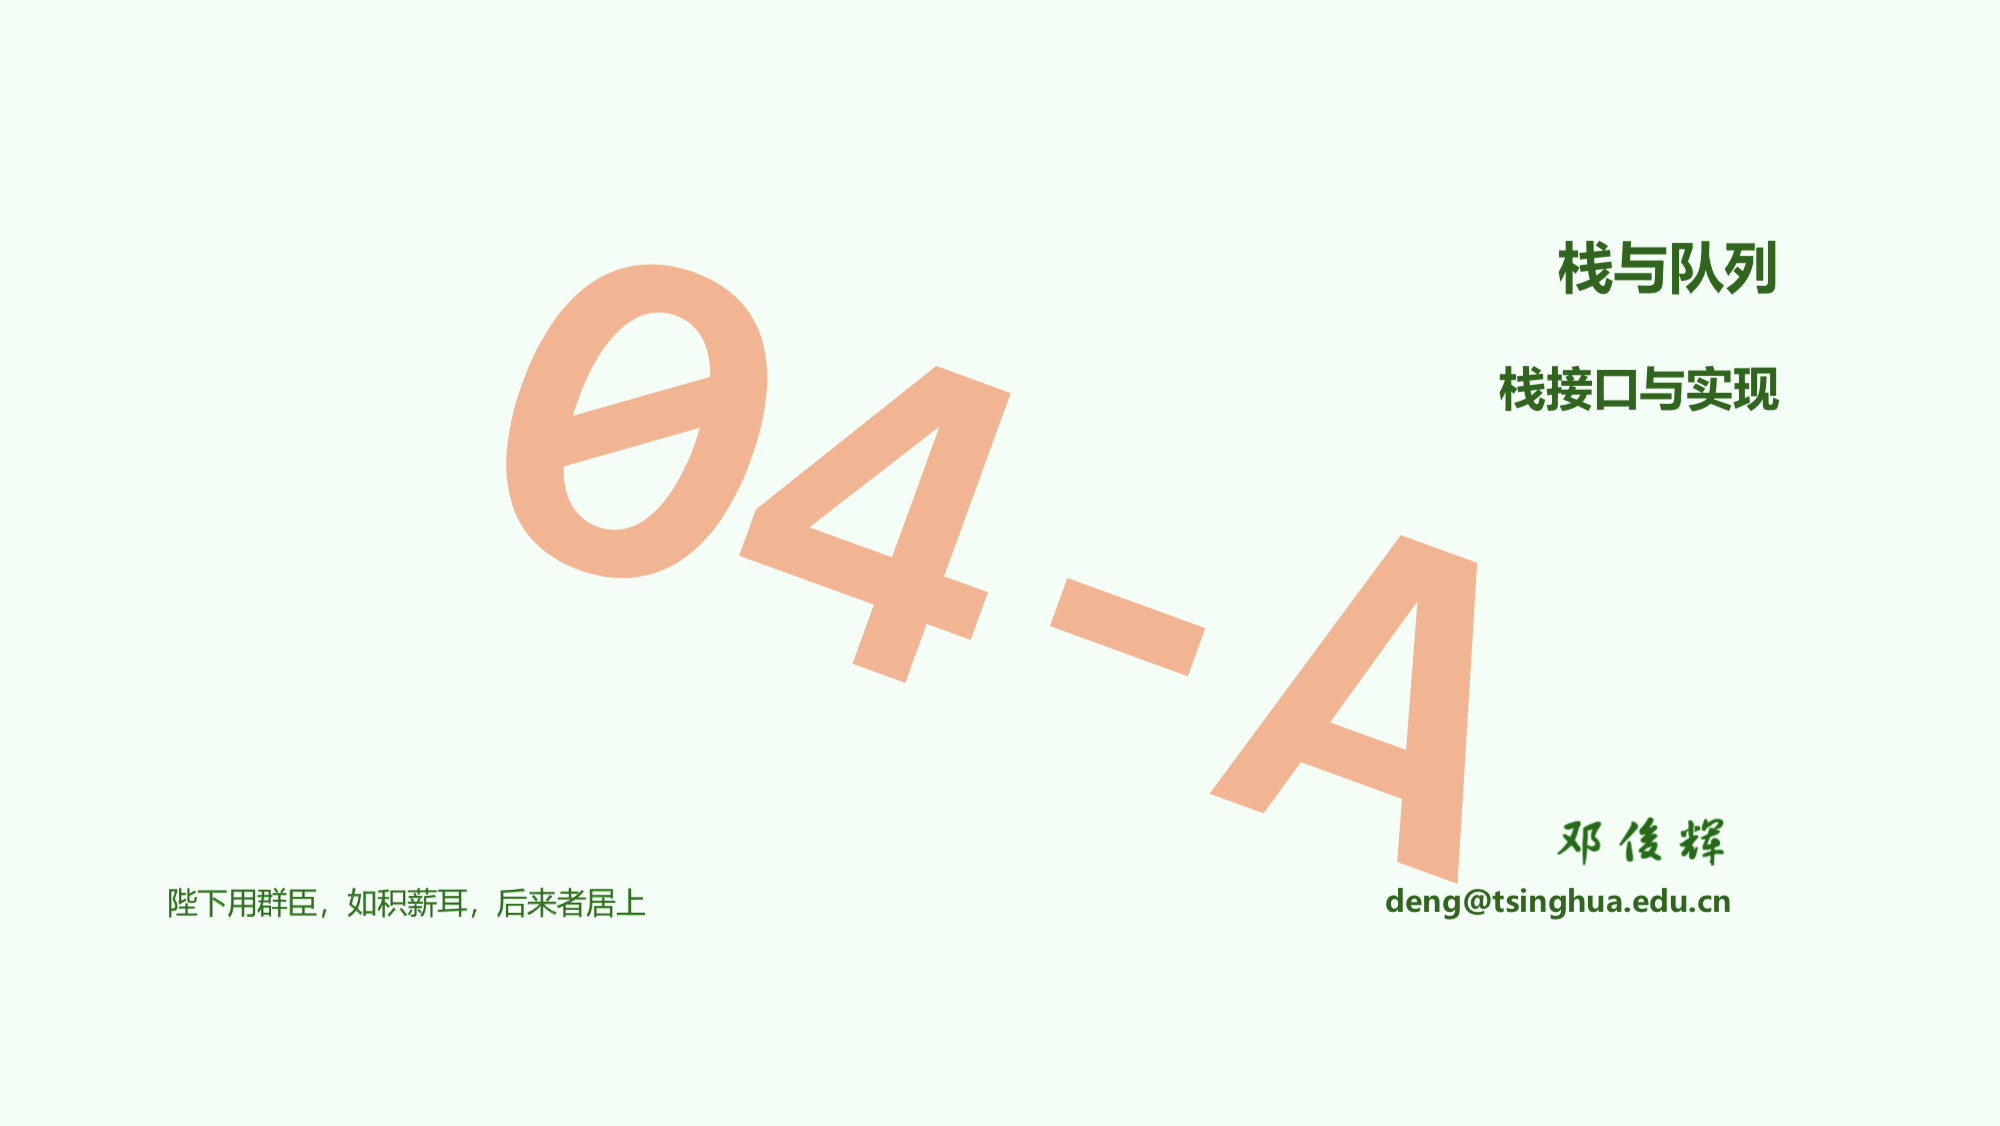 栈与队列
栈接口与实现
04-A
邓俊辉
deng@tsinghua.edu.cn
陛下用群臣，如积薪耳，后来者居上